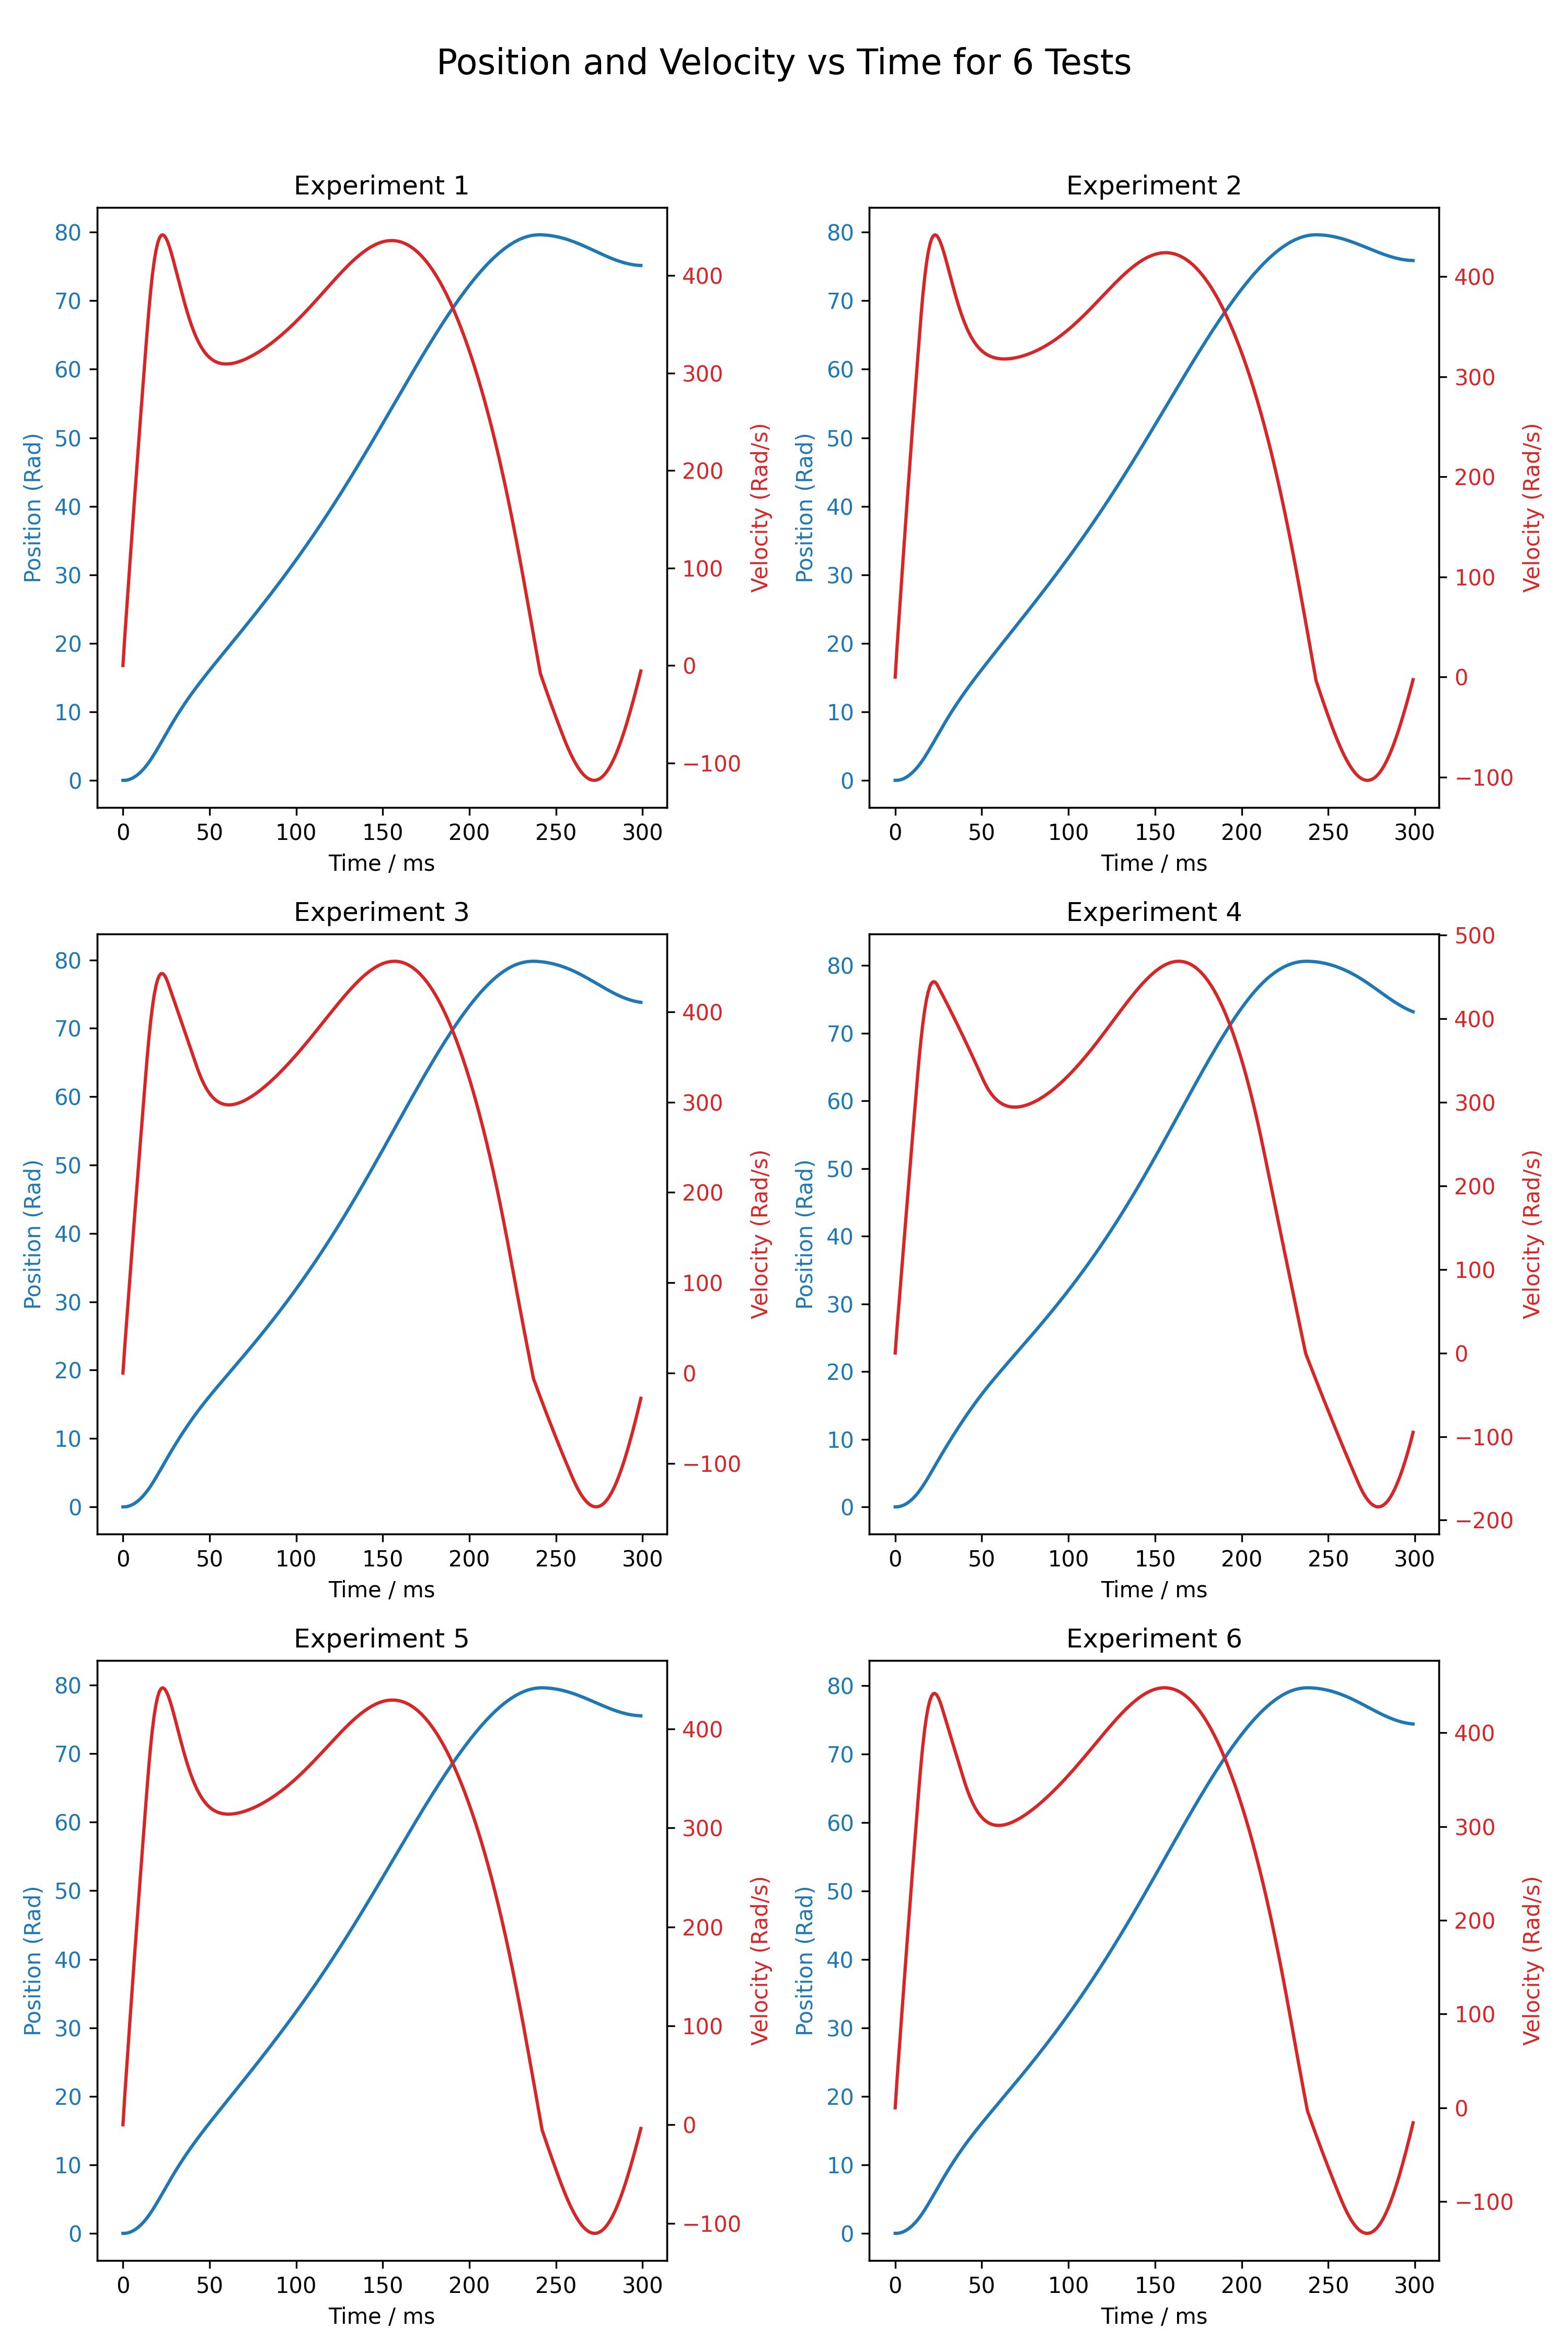 Position and Velocity vs Time for 6 Tests
Experiment 1
80
70
60
50
40
30
20
10
0
Position (Rad)
400
300
200
100
0
−100
Velocity (Rad/s)
0 50 100 150 200 250 300
Time / ms
Experiment 2
80
70
60
50
40
30
20
10
0
Position (Rad)
400
300
200
100
0
−100
Velocity (Rad/s)
0 50 100 150 200 250 300
Time / ms
Experiment 3
80
70
60
50
40
30
20
10
0
Position (Rad)
400
300
200
100
0
−100
Velocity (Rad/s)
0 50 100 150 200 250 300
Time / ms
Experiment 4
80
70
60
50
40
30
20
10
0
Position (Rad)
500
400
300
200
100
0
−100
−200
Velocity (Rad/s)
0 50 100 150 200 250 300
Time / ms
Experiment 5
80
70
60
50
40
30
20
10
0
Position (Rad)
400
300
200
100
0
−100
Velocity (Rad/s)
0 50 100 150 200 250 300
Time / ms
Experiment 6
80
70
60
50
40
30
20
10
0
Position (Rad)
400
300
200
100
0
−100
Velocity (Rad/s)
0 50 100 150 200 250 300
Time / ms